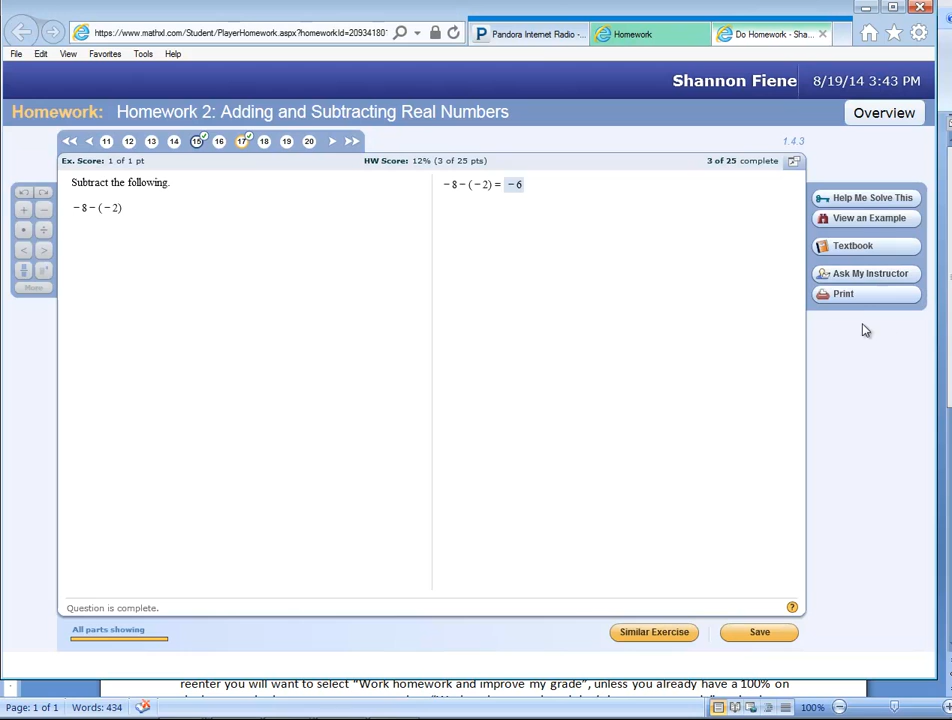 https://www.mathxl.com/Student/PlayerHomework.aspx?homeworkId=20934180
Pandora Internet Radio -...
Homework
Do Homework - Sha...
File Edit View Favorites Tools Help
Shannon Fiene 8/19/14 3:43 PM
Homework: Homework 2: Adding and Subtracting Real Numbers
Overview
11 12 13 14 15 16 17 18 19 20
1.4.3
Ex. Score: 1 of 1 pt HW Score: 12% (3 of 25 pts) 3 of 25 complete
Subtract the following.
−8−(−2)
−8−(−2) = −6
More
Help Me Solve This
View an Example
Textbook
Ask My Instructor
Print
Question is complete.
All parts showing
Similar Exercise
Save
reenter you will want to select “Work homework and improve my grade”, unless you already have a 100% on
Page: 1 of 1 Words: 434 100%